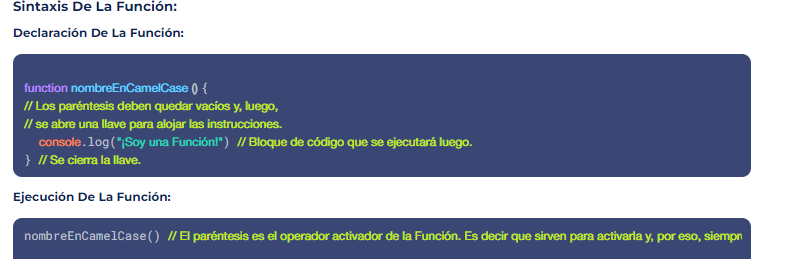 Sintaxis De La Función:
Declaración De La Función:
function nombreEnCamelCase () {
// Los paréntesis deben quedar vacíos y, luego,
// se abre una llave para alojar las instrucciones.
console.log("¡Soy una Función!") // Bloque de código que se ejecutará luego.
} // Se cierra la llave.
Ejecución De La Función:
nombreEnCamelCase() // El paréntesis es el operador activador de la Función. Es decir que sirven para activarla y, por eso,